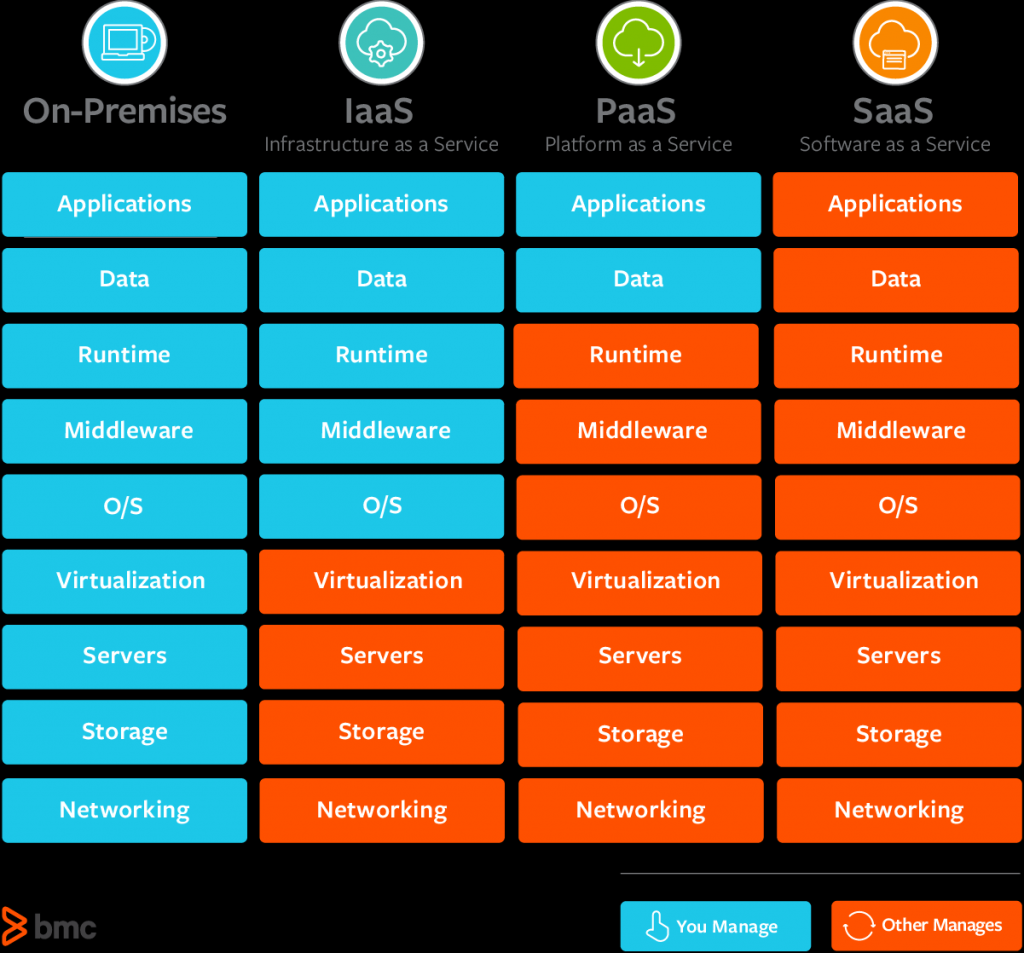 On-Premises
IaaS
PaaS
SaaS
Infrastructure as a Service
Platform as a Service
Software as a Service
Applications
Applications
Applications
Applications
Data
Data
Data
Data
Runtime
Runtime
Runtime
Runtime
Middleware
Middleware
Middleware
Middleware
O/S
O/S
O/S
O/S
Virtualization
Virtualization
Virtualization
Virtualization
Servers
Servers
Servers
Servers
Storage
Storage
Storage
Storage
Networking
Networking
Networking
Networking
bmc
You Manage
Other Manages